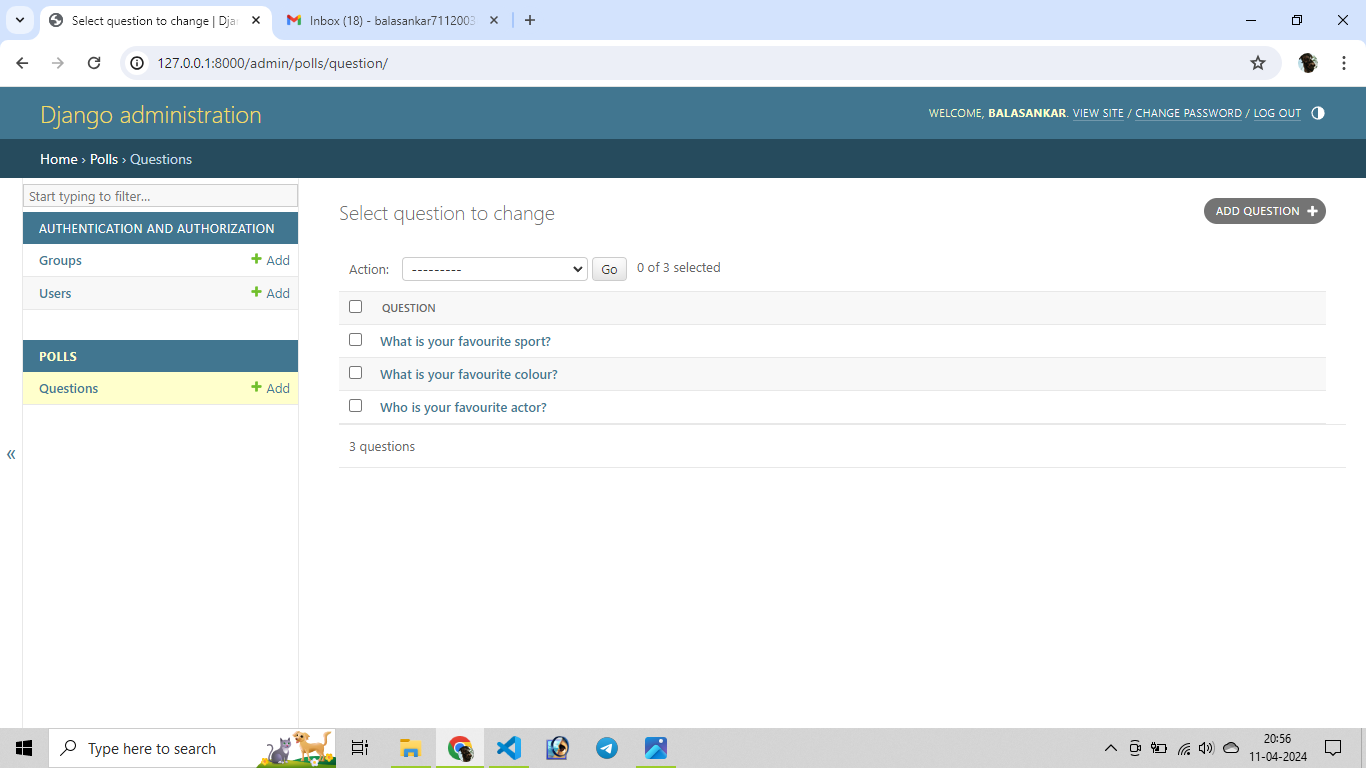 Select question to change | Dja
Inbox (18) - balasankar7112003
127.0.0.1:8000/admin/polls/question/
Django administration
WELCOME, BALASANKAR. VIEW SITE / CHANGE PASSWORD / LOG OUT
Home › Polls › Questions
Start typing to filter...
AUTHENTICATION AND AUTHORIZATION
Groups + Add
Users + Add
POLLS
Questions + Add
«
Select question to change
ADD QUESTION +
Action: --------- Go 0 of 3 selected
QUESTION
What is your favourite sport?
What is your favourite colour?
Who is your favourite actor?
3 questions
Type here to search
20:56
11-04-2024